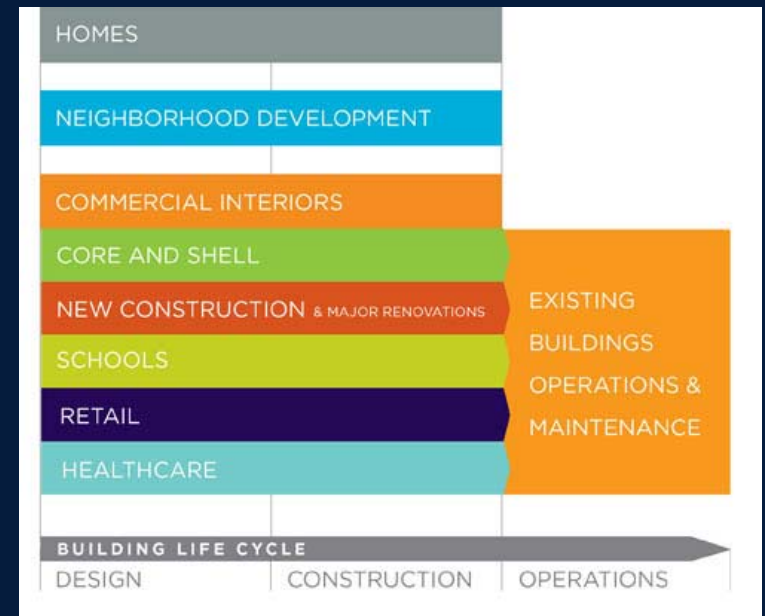 HOMES
NEIGHBORHOOD DEVELOPMENT
COMMERCIAL INTERIORS
CORE AND SHELL
NEW CONSTRUCTION & MAJOR RENOVATIONS
SCHOOLS
RETAIL
HEALTHCARE
EXISTING
BUILDINGS
OPERATIONS &
MAINTENANCE
BUILDING LIFE CYCLE
DESIGN
CONSTRUCTION
OPERATIONS